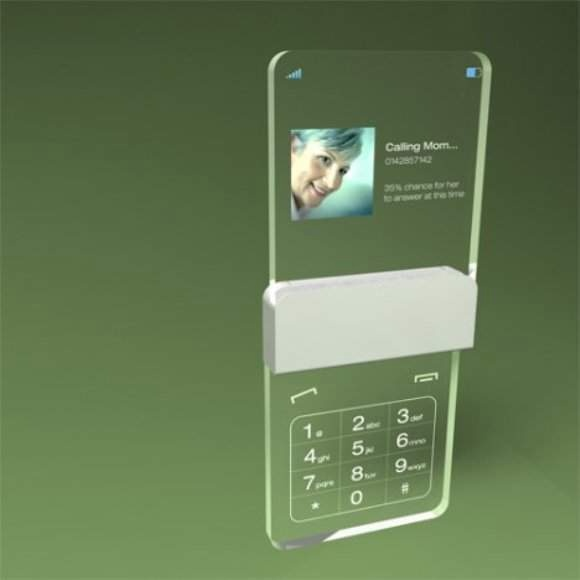 Calling Mom...
0142857142
35% chance for her
to answer at this time
1@ 2abc 3def
4ghi 5jkl 6mno
7pqrs 8tuv 9wxyz
* 0 #